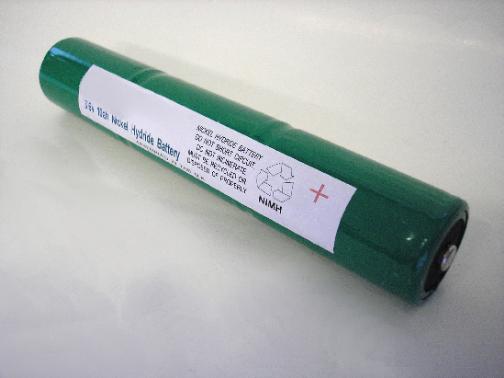 3.6v 10ah Nickel Hydride Battery
NICKEL HYDRIDE BATTERY
DO NOT SHORT CIRCUIT
DO NOT INCINERATE
MUST BE RECYCLED OR
DISPOSED OF PROPERLY
NiMH
+